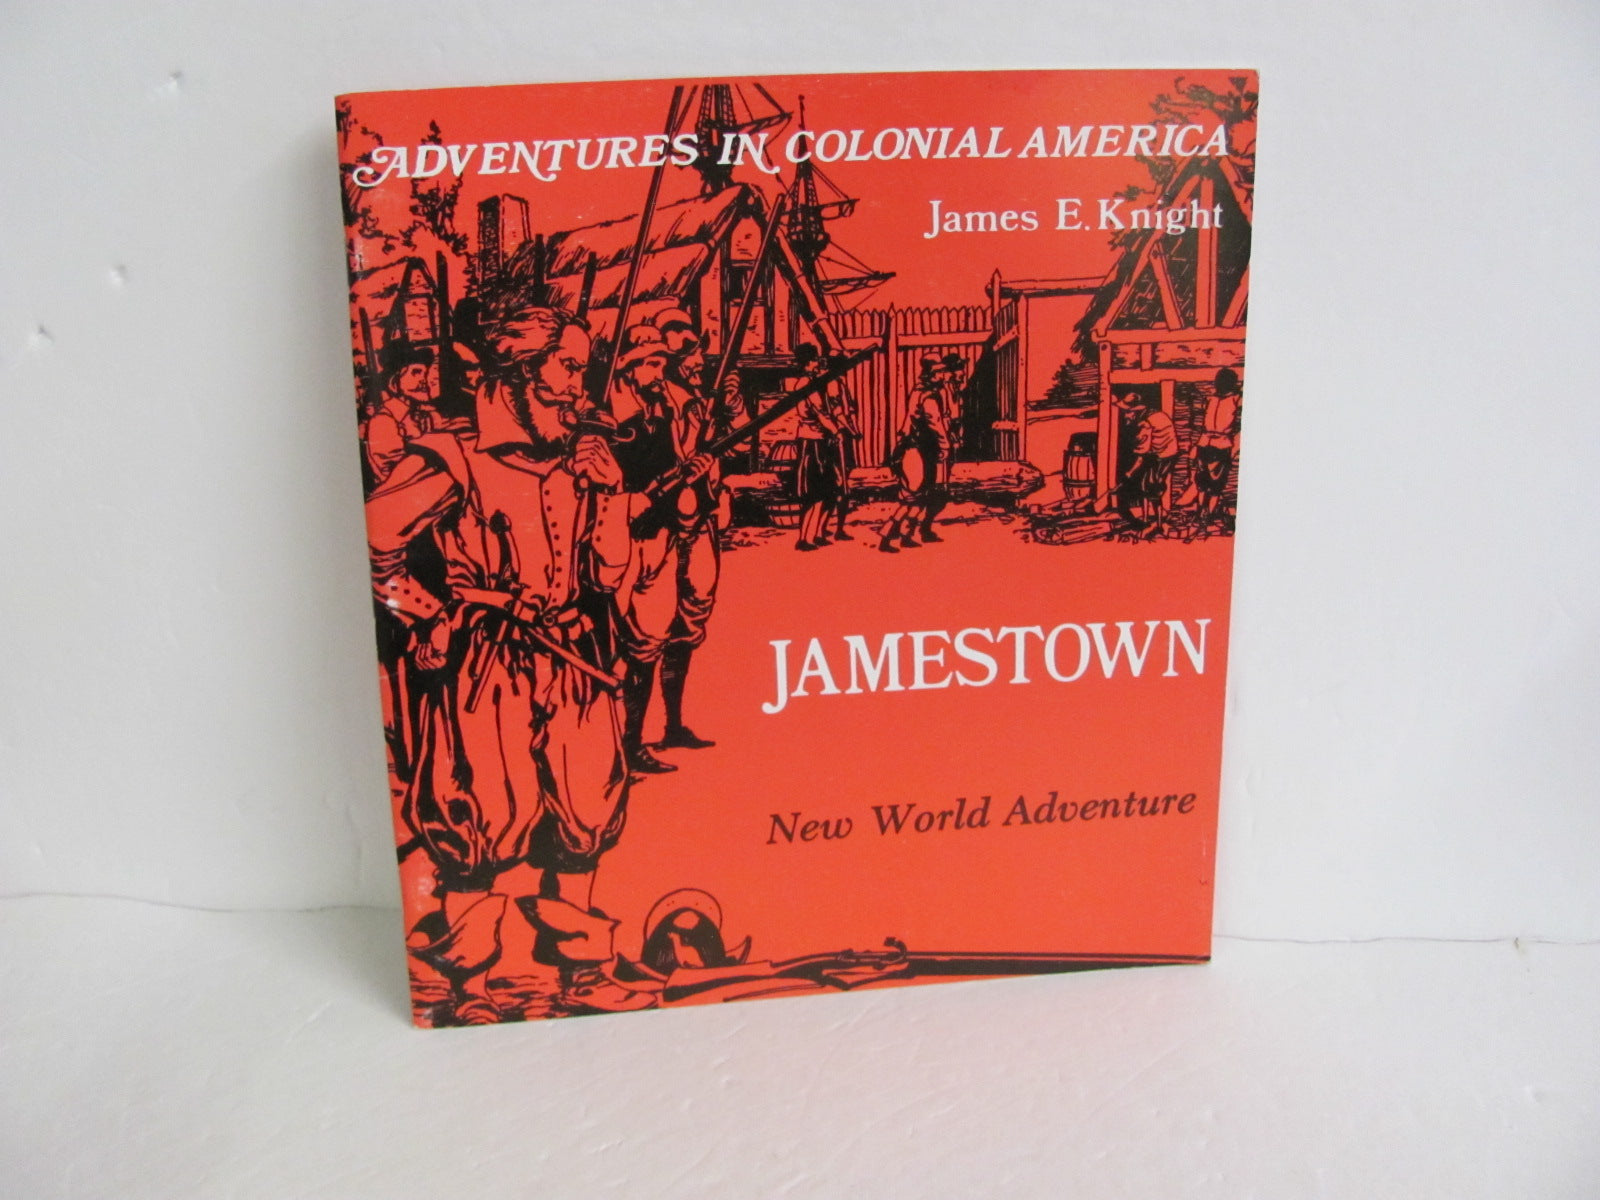 ADVENTURES IN COLONIAL AMERICA
James E. Knight
JAMESTOWN
New World Adventure